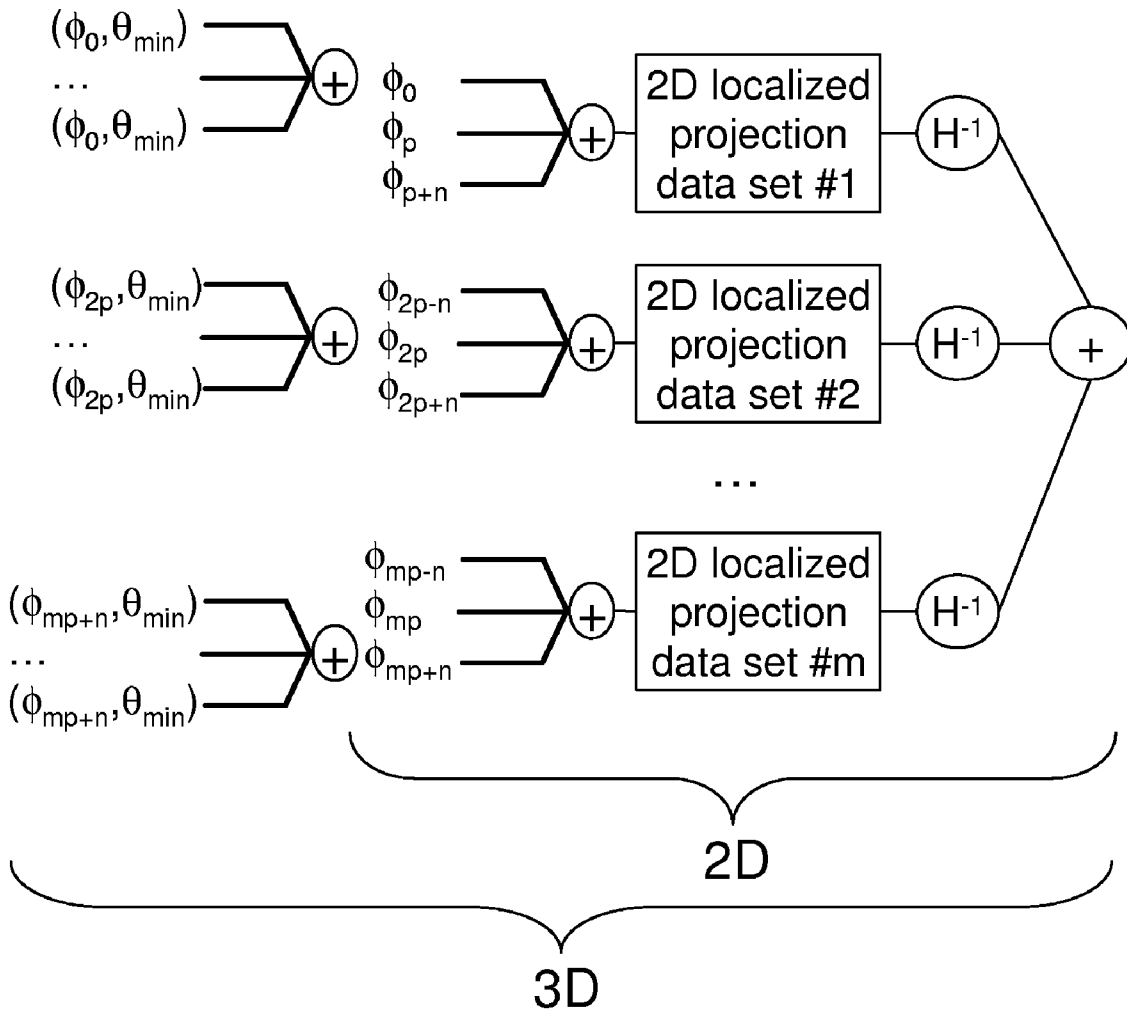 (ϕ₀,θmin)
...
(ϕ₀,θmin)
+
ϕ₀
ϕp
ϕp+n
+
2D localized
projection
data set #1
H⁻¹
(ϕ2p,θmin)
...
(ϕ2p,θmin)
+
ϕ2p-n
ϕ2p
ϕ2p+n
+
2D localized
projection
data set #2
H⁻¹
+
...
(ϕmp+n,θmin)
...
(ϕmp+n,θmin)
+
ϕmp-n
ϕmp
ϕmp+n
+
2D localized
projection
data set #m
H⁻¹
2D
3D